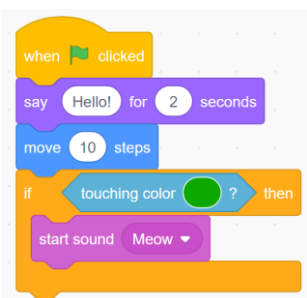 when clicked
say Hello! for 2 seconds
move 10 steps
if touching color ? then
start sound Meow